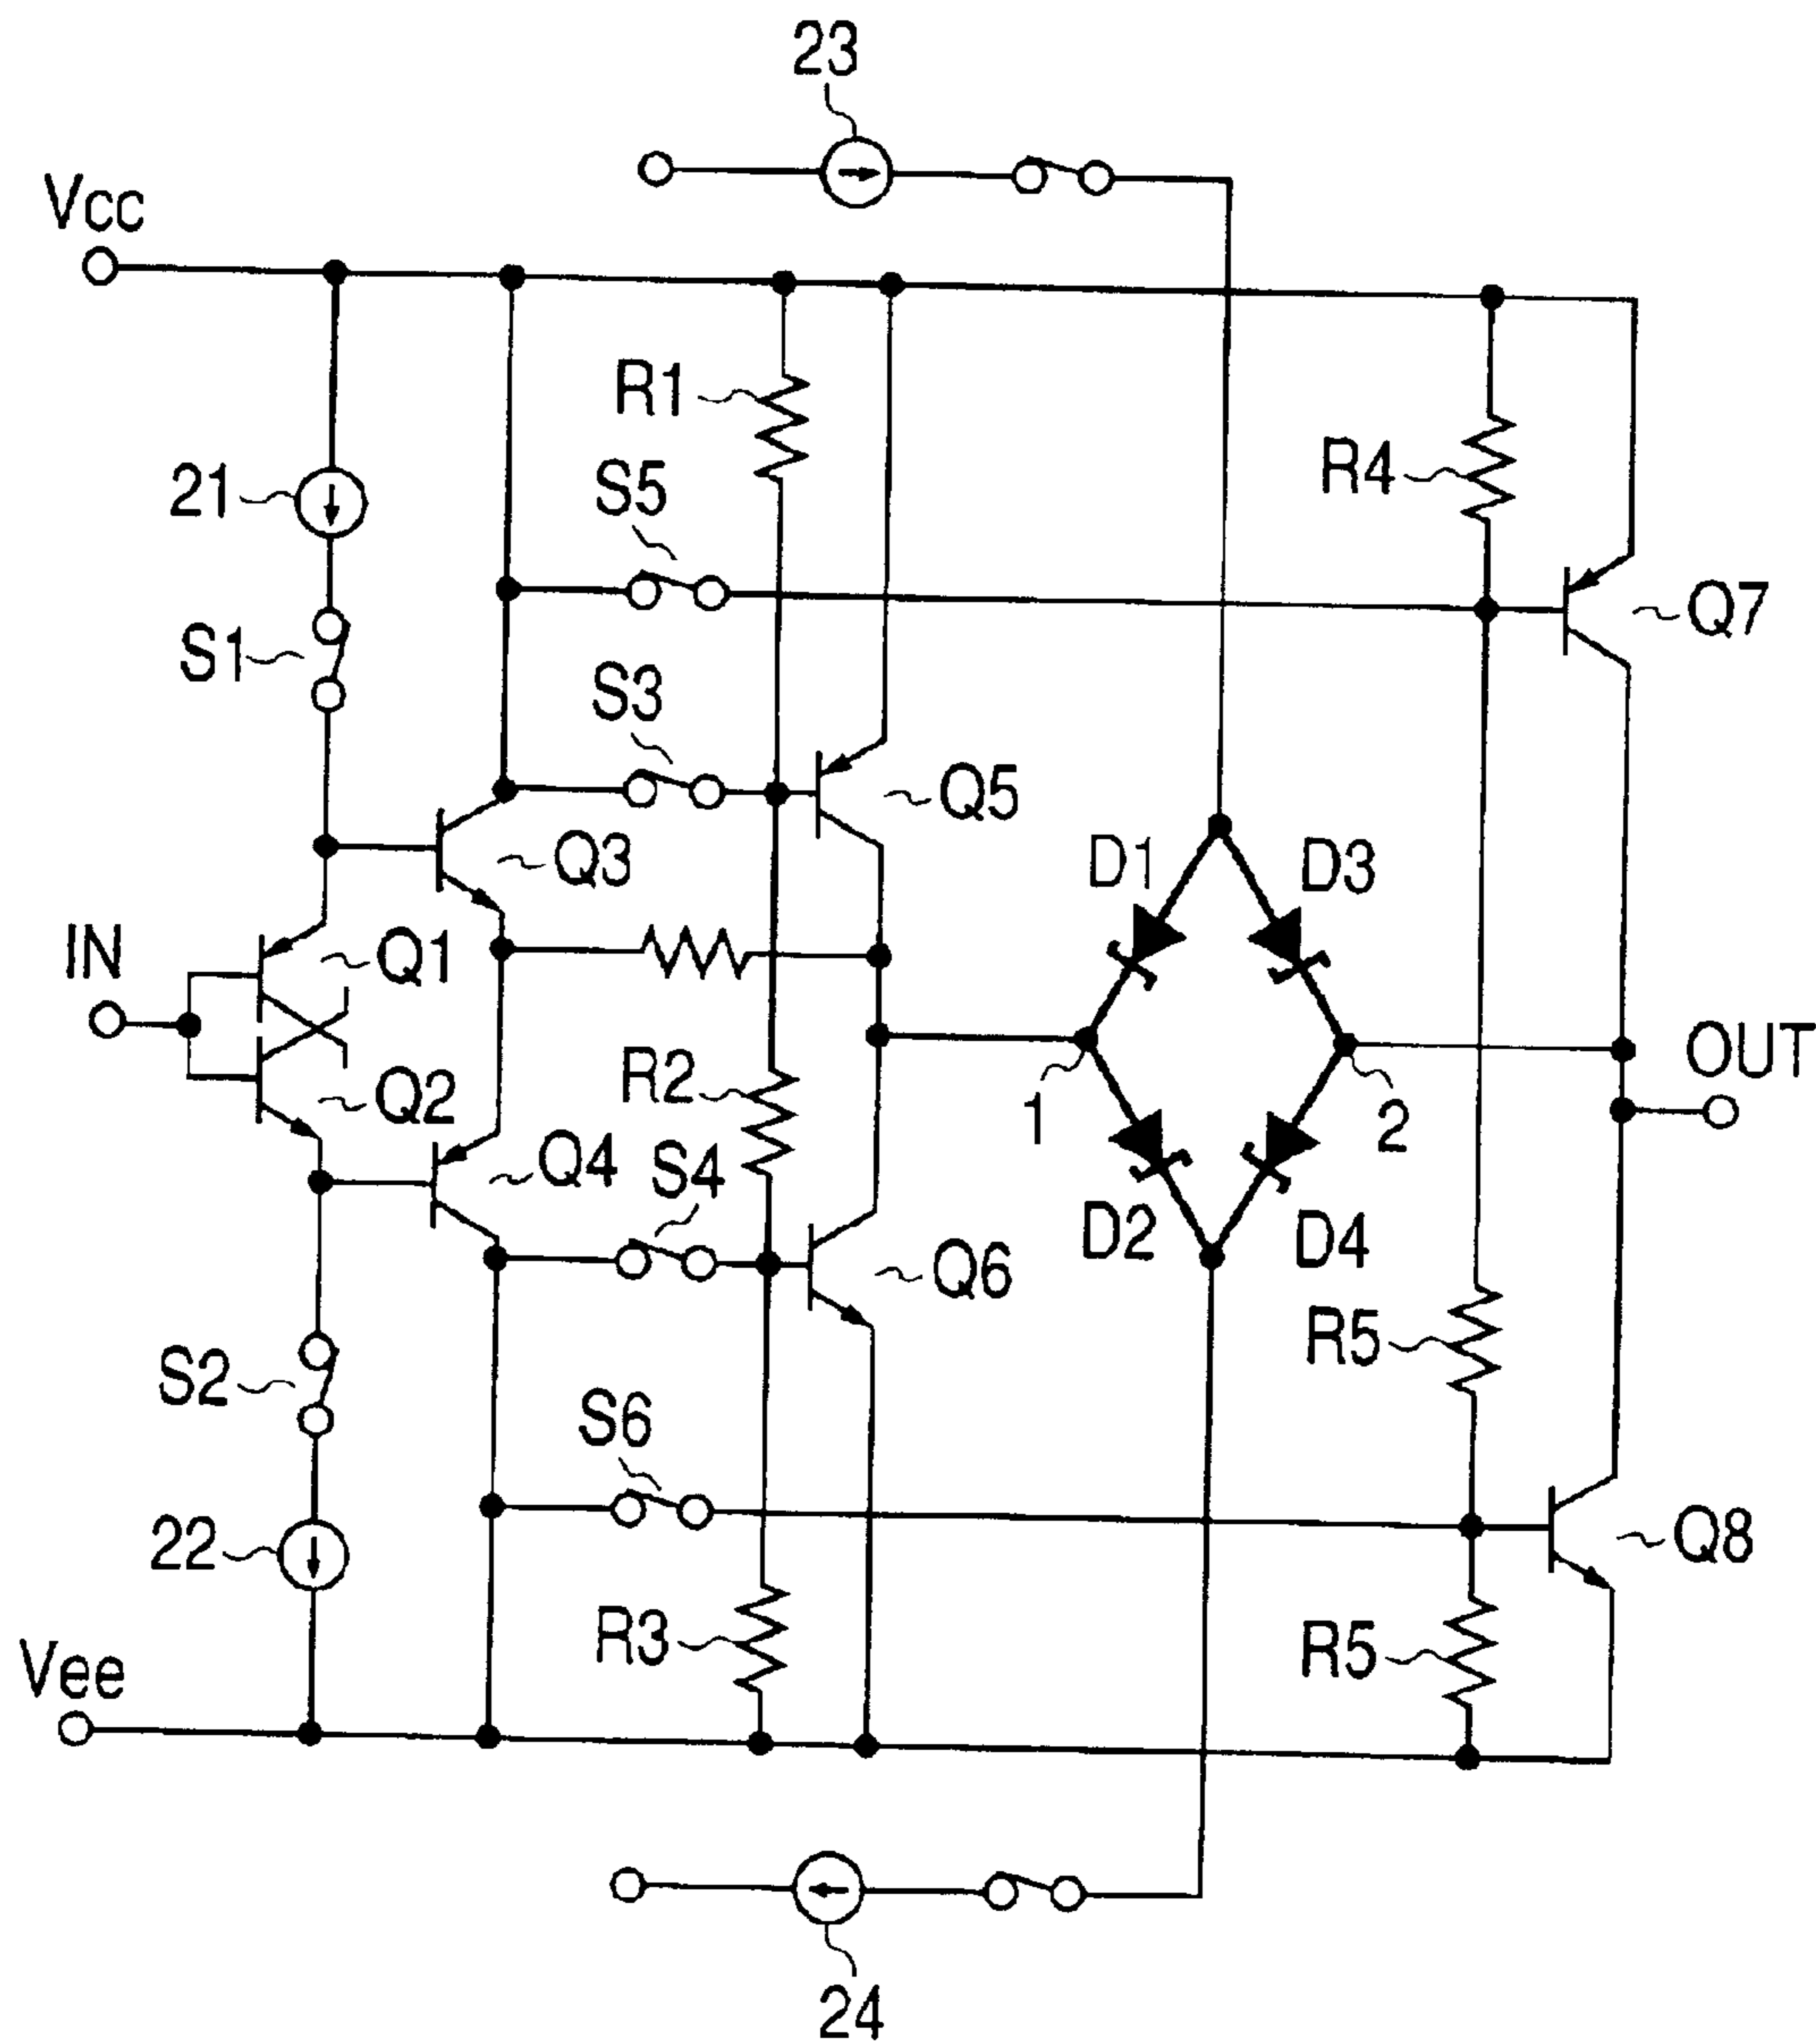 23
Vcc
R1
21
S5
R4
Q7
S1
S3
Q5
Q3
D1
D3
IN
Q1
R2
OUT
Q2
1
2
Q4
S4
D2
D4
Q6
R5
S2
S6
22
Q8
R3
R5
Vee
24